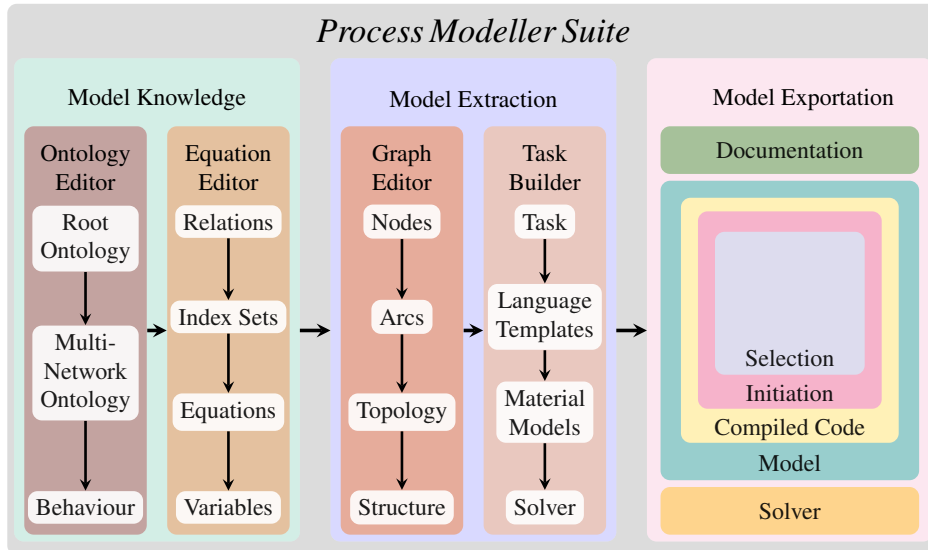 Process Modeller Suite
Model Knowledge
Ontology
Editor
Root
Ontology
Multi-
Network
Ontology
Behaviour
Equation
Editor
Relations
Index Sets
Equations
Variables
Model Extraction
Graph
Editor
Nodes
Arcs
Topology
Structure
Task
Builder
Task
Language
Templates
Material
Models
Solver
Model Exportation
Documentation
Selection
Initiation
Compiled Code
Model
Solver